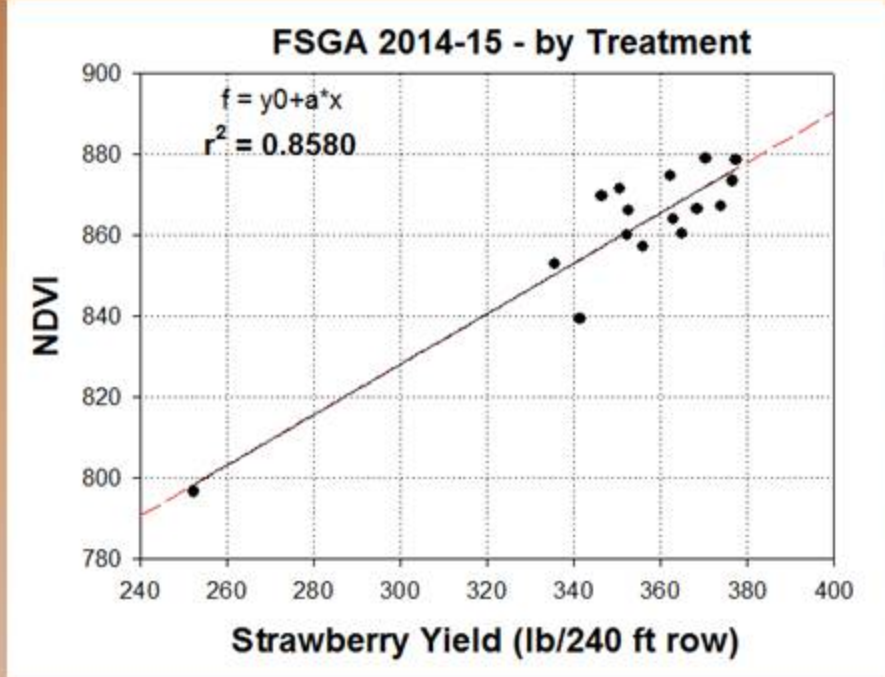 FSGA 2014-15 - by Treatment
f = y0+a*x
r² = 0.8580
900
880
860
840
820
800
780
NDVI
240 260 280 300 320 340 360 380 400
Strawberry Yield (lb/240 ft row)